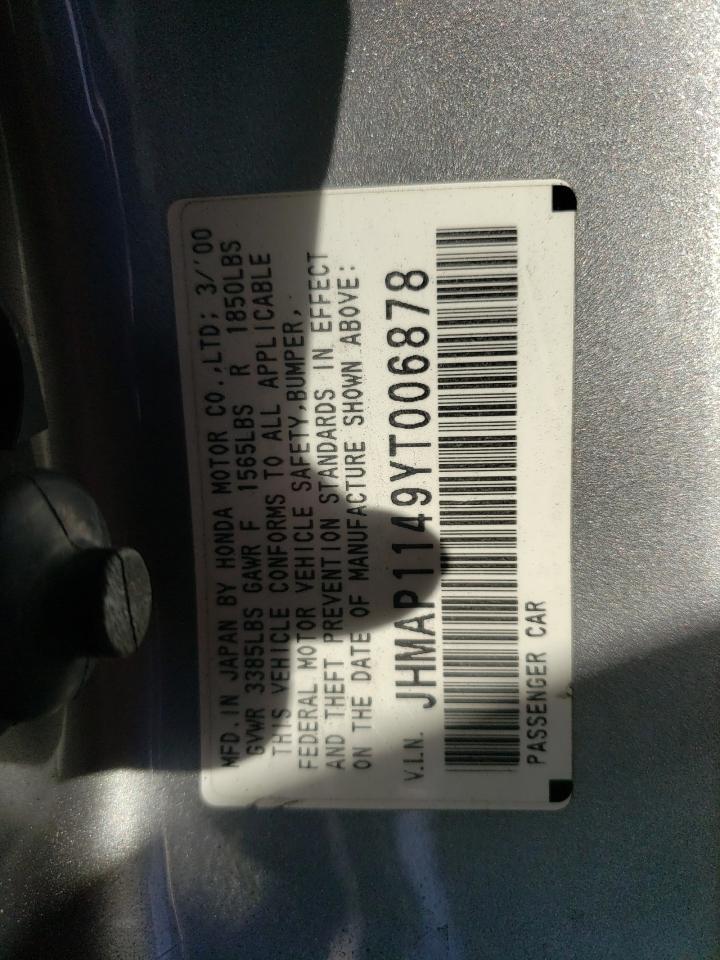 MFD. IN JAPAN BY HONDA MOTOR CO., LTD; 3/'00
GVWR 3385LBS GAWR F 1565LBS R 1850LBS
THIS VEHICLE CONFORMS TO ALL APPLICABLE
FEDERAL MOTOR VEHICLE SAFETY, BUMPER,
AND THEFT PREVENTION STANDARDS IN EFFECT
ON THE DATE OF MANUFACTURE SHOWN ABOVE:
V.I.N. JHMAP1149YT006878
PASSENGER CAR